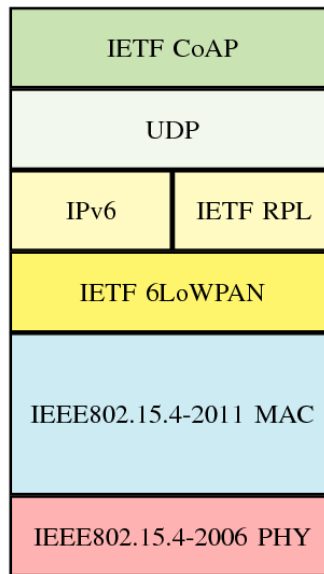 IETF CoAP
UDP
IPv6 IETF RPL
IETF 6LoWPAN
IEEE802.15.4-2011 MAC
IEEE802.15.4-2006 PHY